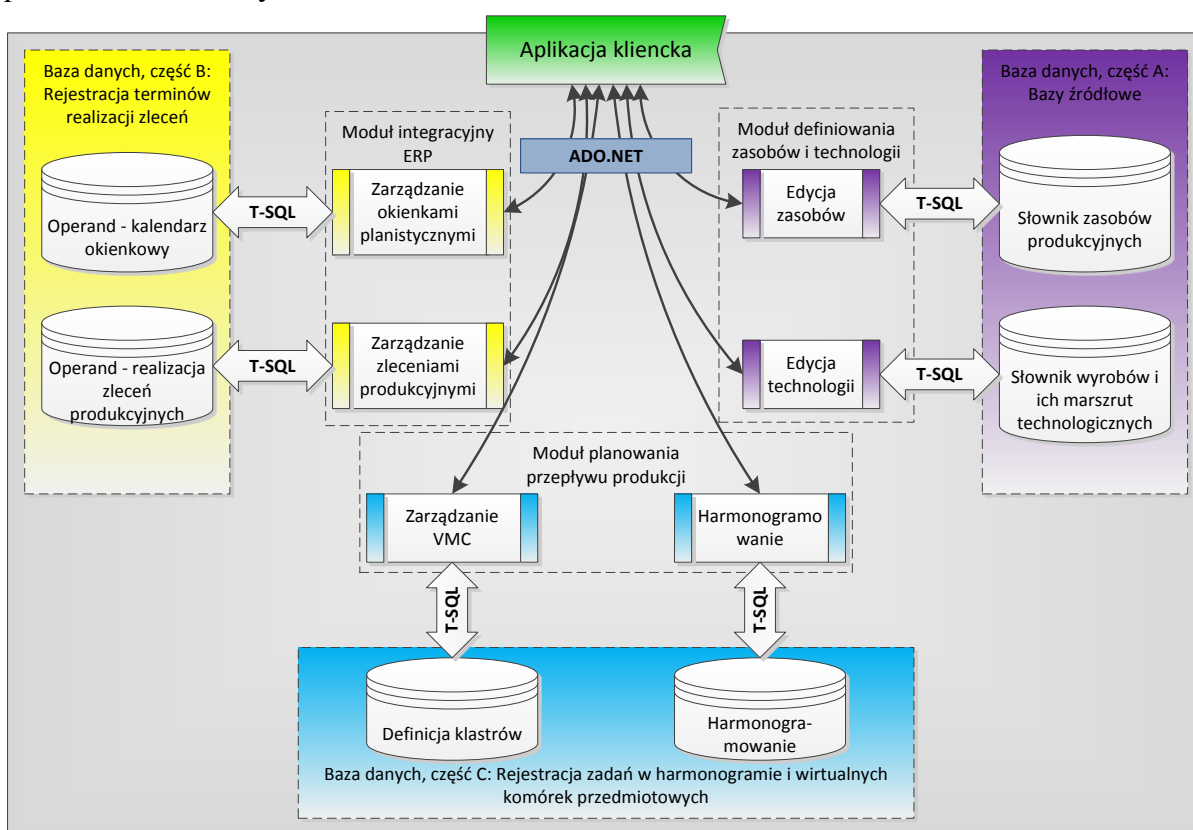 Aplikacja kliencka
Baza danych, część B:
Rejestracja terminów
realizacji zleceń
Operand - kalendarz
okienkowy
Operand - realizacja
zleceń
produkcyjnych
T-SQL
T-SQL
Moduł integracyjny
ERP
Zarządzanie
okienkami
planistycznymi
Zarządzanie
zleceniami
produkcyjnymi
ADO.NET
Moduł definiowania
zasobów i technologii
Edycja
zasobów
Edycja
technologii
T-SQL
T-SQL
Baza danych, część A:
Bazy źródłowe
Słownik zasobów
produkcyjnych
Słownik wyrobów i
ich marszrut
technologicznych
Moduł planowania
przepływu produkcji
Zarządzanie
VMC
Harmonogramo
wanie
T-SQL
T-SQL
Definicja klastrów
Harmonogra-
mowanie
Baza danych, część C: Rejestracja zadań w harmonogramie i wirtualnych
komórek przedmiotowych